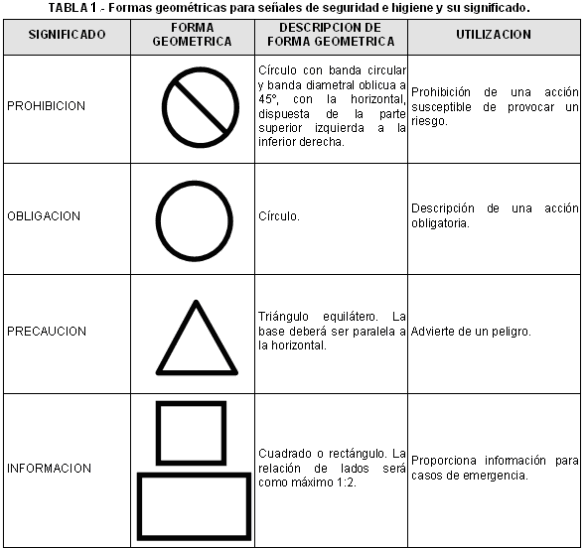 TABLA 1 .- Formas geométricas para señales de seguridad e higiene y su significado.
SIGNIFICADO
FORMA
GEOMETRICA
DESCRIPCION DE
FORMA GEOMETRICA
UTILIZACION
PROHIBICION
Círculo con banda circular
y banda diametral oblicua a
45º, con la horizontal,
dispuesta de la parte
superior izquierda a la
inferior derecha.
Prohibición de una acción
susceptible de provocar un
riesgo.
OBLIGACION
Círculo.
Descripción de una acción
obligatoria.
PRECAUCION
Triángulo equilátero. La
base deberá ser paralela a
la horizontal.
Advierte de un peligro.
INFORMACION
Cuadrado o rectángulo. La
relación de lados será
como máximo 1:2.
Proporciona información para
casos de emergencia.